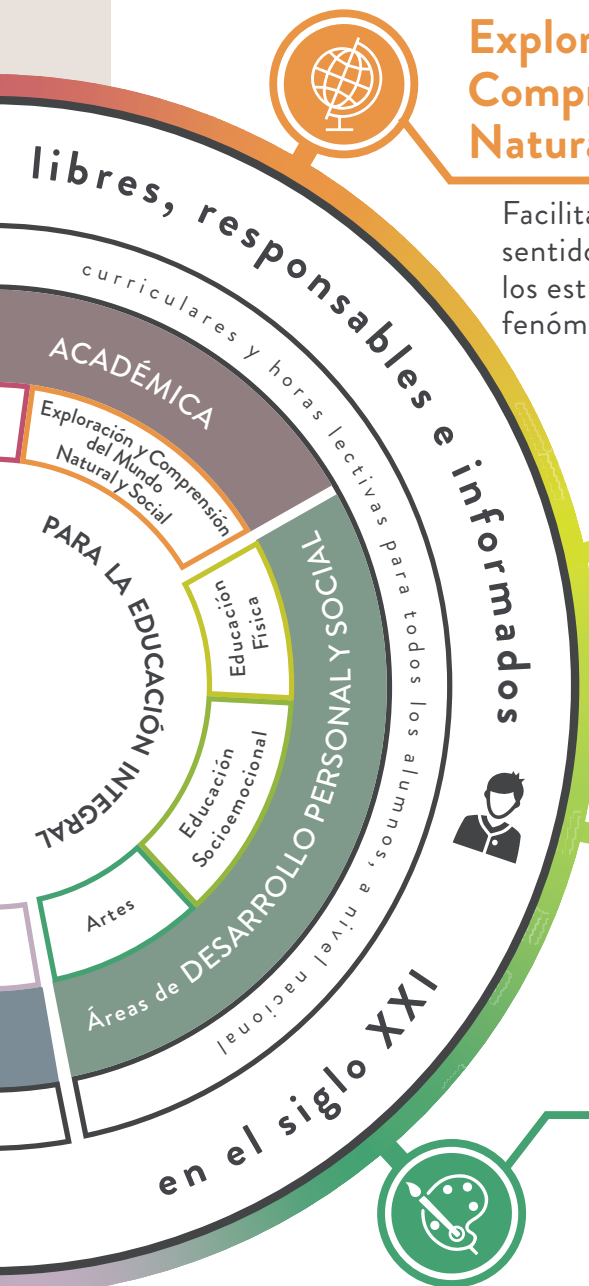 Explor
Compr
Natura
Facilita
sentido
los est
fenóm
libres, responsables e informados
en el siglo XXI
curriculares y horas lectivas para todos los alumnos, a nivel nacional
ACADÉMICA
Exploración y Comprensión
del Mundo
Natural y Social
PARA LA EDUCACIÓN INTEGRAL
Áreas de DESARROLLO PERSONAL Y SOCIAL
Educación
Física
Educación
Socioemocional
Artes